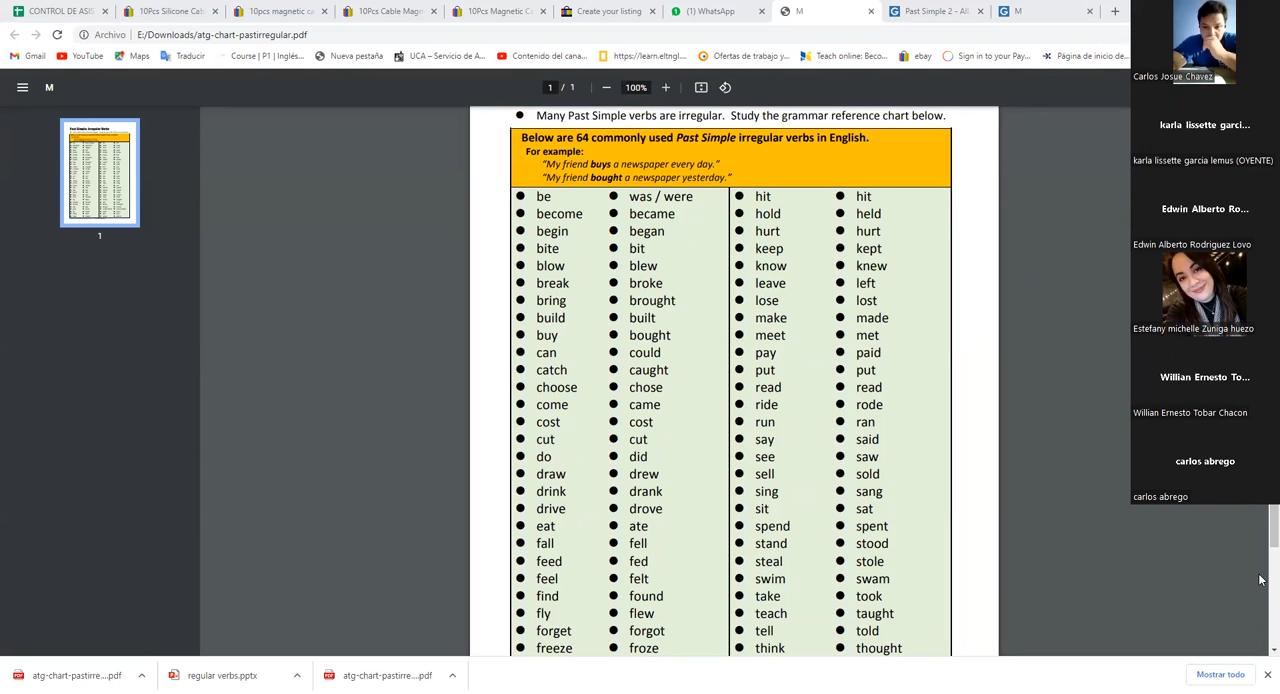 CONTROL DE ASIS
10Pcs Silicone Cab
10pcs magnetic ca
10Pcs Cable Magn
10Pcs Magnetic C
Create your listing
(1) WhatsApp
M
Past Simple 2 - All
M
Archivo
E:/Downloads/atg-chart-pastirregular.pdf
Gmail
YouTube
Maps
Traducir
Course | P1 | Inglés...
Nueva pestaña
UCA – Servicio de A...
Contenido del cana...
https://learn.eltngl....
Ofertas de trabajo y...
Teach online: Beco...
ebay
Sign in to your Pay...
Página de inicio de...
M
1 / 1
100%
1
Many Past Simple verbs are irregular. Study the grammar reference chart below.
Below are 64 commonly used Past Simple irregular verbs in English.
For example:
"My friend buys a newspaper every day."
"My friend bought a newspaper yesterday."
be was / were hit hit
become became hold held
begin began hurt hurt
bite bit keep kept
blow blew know knew
break broke leave left
bring brought lose lost
build built make made
buy bought meet met
can could pay paid
catch caught put put
choose chose read read
come came ride rode
cost cost run ran
cut cut say said
do did see saw
draw drew sell sold
drink drank sing sang
drive drove sit sat
eat ate spend spent
fall fell stand stood
feed fed steal stole
feel felt swim swam
find found take took
fly flew teach taught
forget forgot tell told
freeze froze think thought
Carlos Josue Chavez
karla lissette garci...
karla lissette garcia lemus (OYENTE)
Edwin Alberto Ro...
Edwin Alberto Rodriguez Lovo
Estefany michelle Zuniga huezo
Willian Ernesto To...
Willian Ernesto Tobar Chacon
carlos abrego
carlos abrego
atg-chart-pastirre....pdf
regular verbs.pptx
atg-chart-pastirre....pdf
Mostrar todo